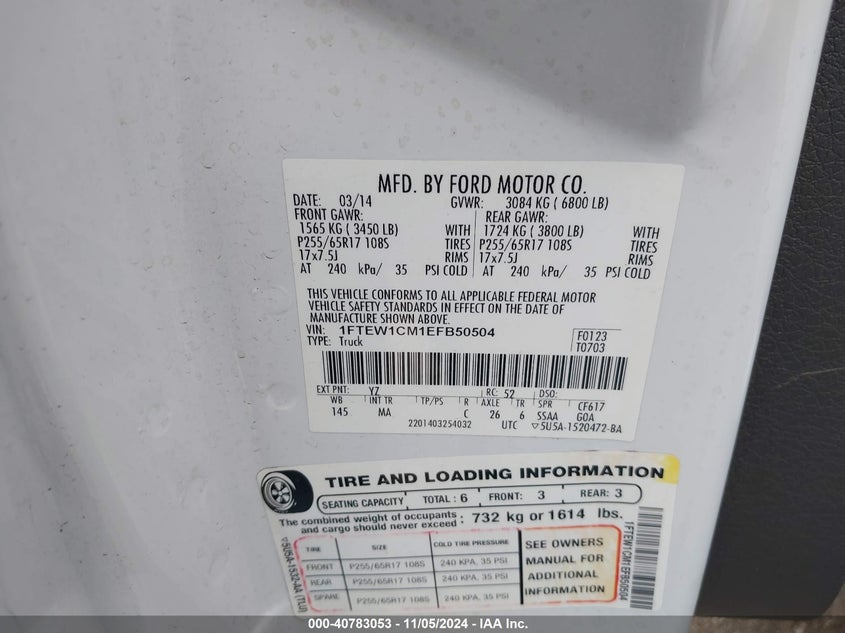 MFD. BY FORD MOTOR CO.
DATE: 03/14 GVWR: 3084 KG ( 6800 LB)
FRONT GAWR: REAR GAWR:
1565 KG ( 3450 LB) WITH 1724 KG ( 3800 LB) WITH
P255/65R17 108S TIRES P255/65R17 108S TIRES
17x7.5J RIMS 17x7.5J RIMS
AT 240 kPa/ 35 PSI COLD AT 240 kPa/ 35 PSI COLD
THIS VEHICLE CONFORMS TO ALL APPLICABLE FEDERAL MOTOR
VEHICLE SAFETY STANDARDS IN EFFECT ON THE DATE OF
MANUFACTURE SHOWN ABOVE.
VIN: 1FTEW1CM1EFB50504 F0123
TYPE: Truck T0703
EXT PNT: YZ RC: 52 DSO:
WB INT TR TP/PS R AXLE TR SPR CF617
145 MA C 26 6 SSAA GOA
2201403254032 UTC ▽5U5A-1520472-BA
TIRE AND LOADING INFORMATION
SEATING CAPACITY TOTAL : 6 FRONT: 3 REAR: 3
The combined weight of occupants and cargo should never exceed : 732 kg or 1614 lbs.
TIRE SIZE COLD TIRE PRESSURE
FRONT P255/65R17 108S 240 KPA, 35 PSI
REAR P255/65R17 108S 240 KPA, 35 PSI
SPARE P255/65R17 108S 240 KPA, 35 PSI
SEE OWNERS
MANUAL FOR
ADDITIONAL
INFORMATION
▽5U5A-1532-AA (TLU)
1FTEW1CM1EFB50504
000-40783053 - 11/05/2024 - IAA Inc.